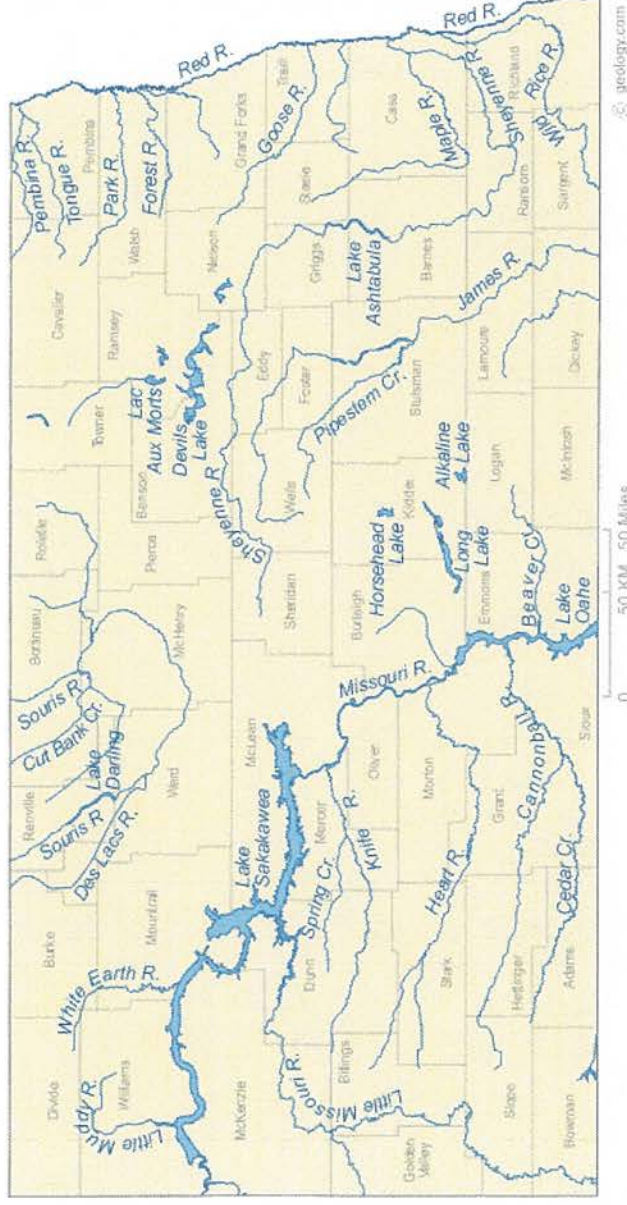 Divide
Burke
Renville
Bottineau
Rolette
Towner
Cavalier
Pembina
Pembina R.
Tongue R.
Park R.
Forest R.
Red R.
Souris R.
Cut Bank Cr.
Lake
Darling
Souris R
Des Lacs R.
White Earth R.
Little Muddy R.
Williams
Mountrail
Ward
McHenry
Pierce
Benson
Ramsey
Walsh
Lac
Aux Morts
Devils
Lake
Nelson
Grand Forks
McKenzie
Lake
Sakakawea
McLean
Sheridan
Sheyenne R
Wells
Eddy
Foster
Griggs
Steele
Traill
Goose R.
Little Missouri R.
Dunn
Spring Cr.
Mercer
Knife R.
Oliver
Missouri R.
Burleigh
Horsehead
Lake
Kidder
Pipestem Cr.
Stutsman
Lake
Ashtabula
Barnes
Cass
Maple R.
Red R.
Golden
Valley
Billings
Stark
Heart R.
Morton
Long
Lake
Alkaline
Lake
James R.
Sheyenne R
Slope
Hettinger
Grant
Cannonball R.
Emmons
Logan
Lamoure
Ransom
Richland
Wild Rice R.
Bowman
Adams
Cedar Cr.
Sioux
Beaver Cr
Lake
Oahe
McIntosh
Dickey
Sargent
0 50 KM 50 Miles
© geology.com